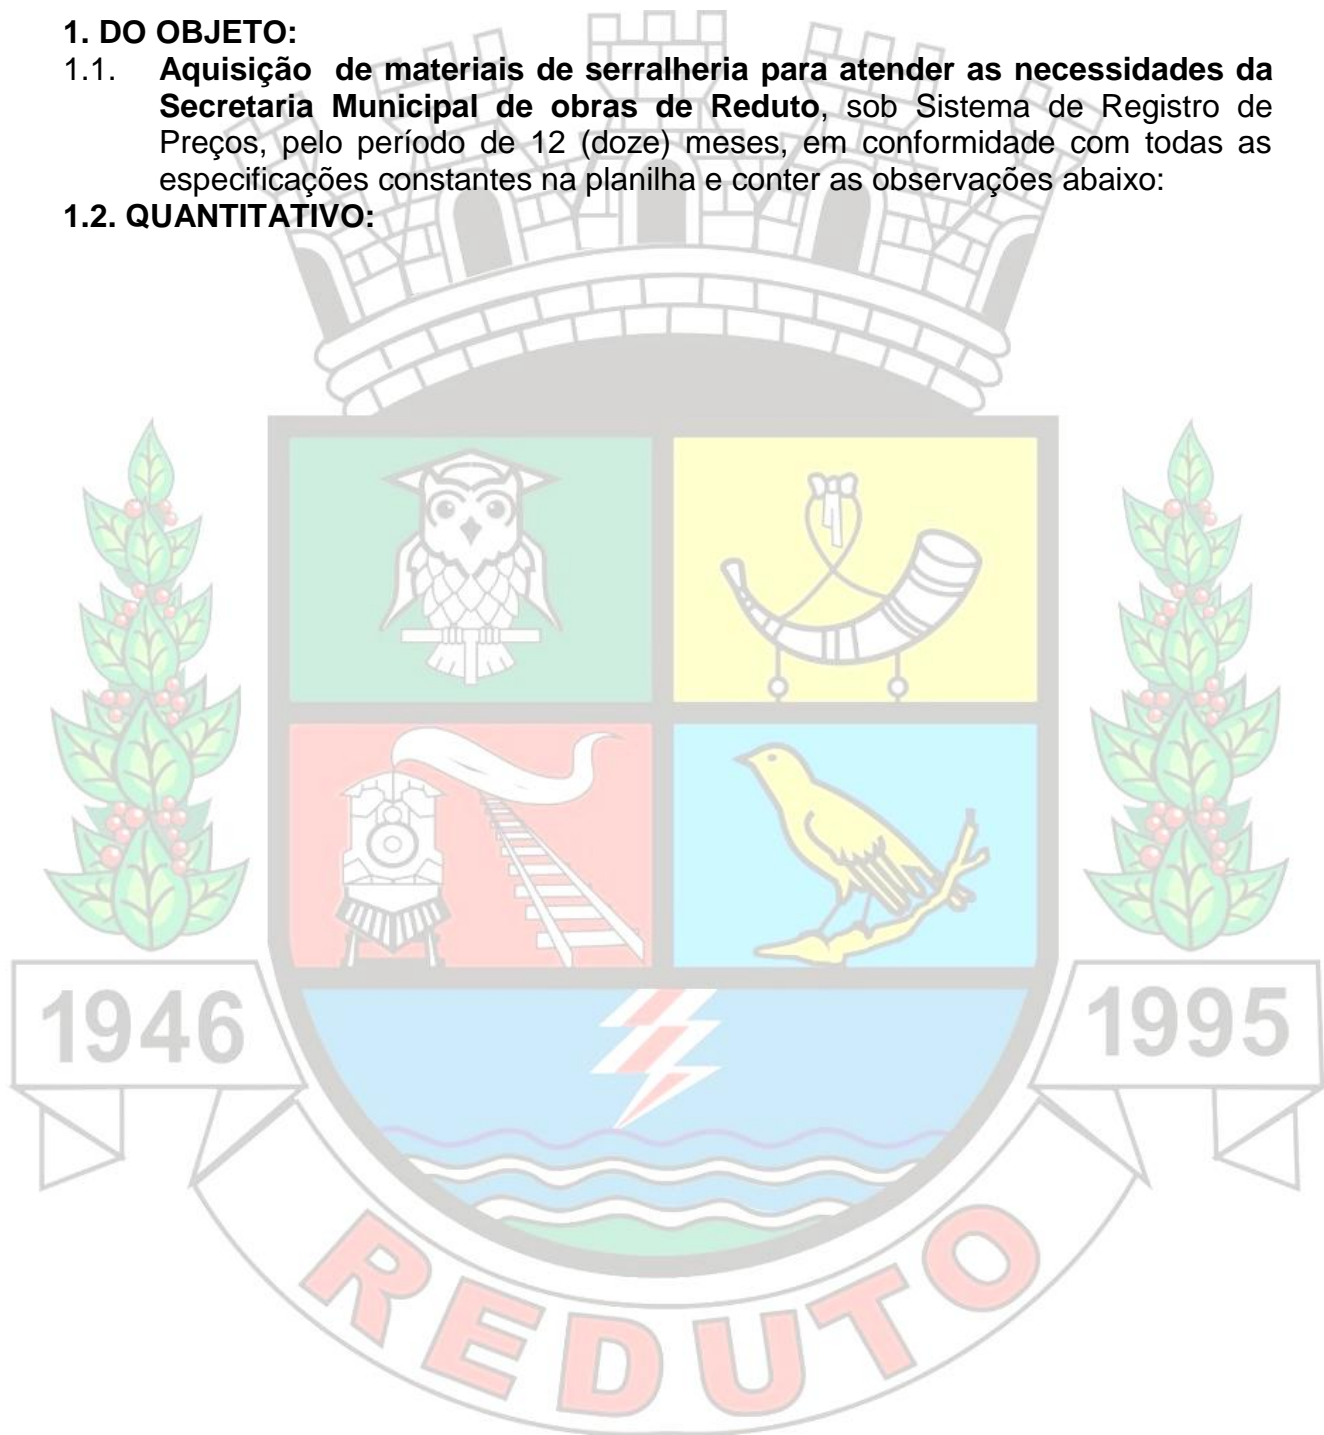 1. DO OBJETO:
1.1. Aquisição de materiais de serralheria para atender as necessidades da
Secretaria Municipal de obras de Reduto, sob Sistema de Registro de
Preços, pelo período de 12 (doze) meses, em conformidade com todas as
especificações constantes na planilha e conter as observações abaixo:
1.2. QUANTITATIVO:
1946
1995
REDUTO